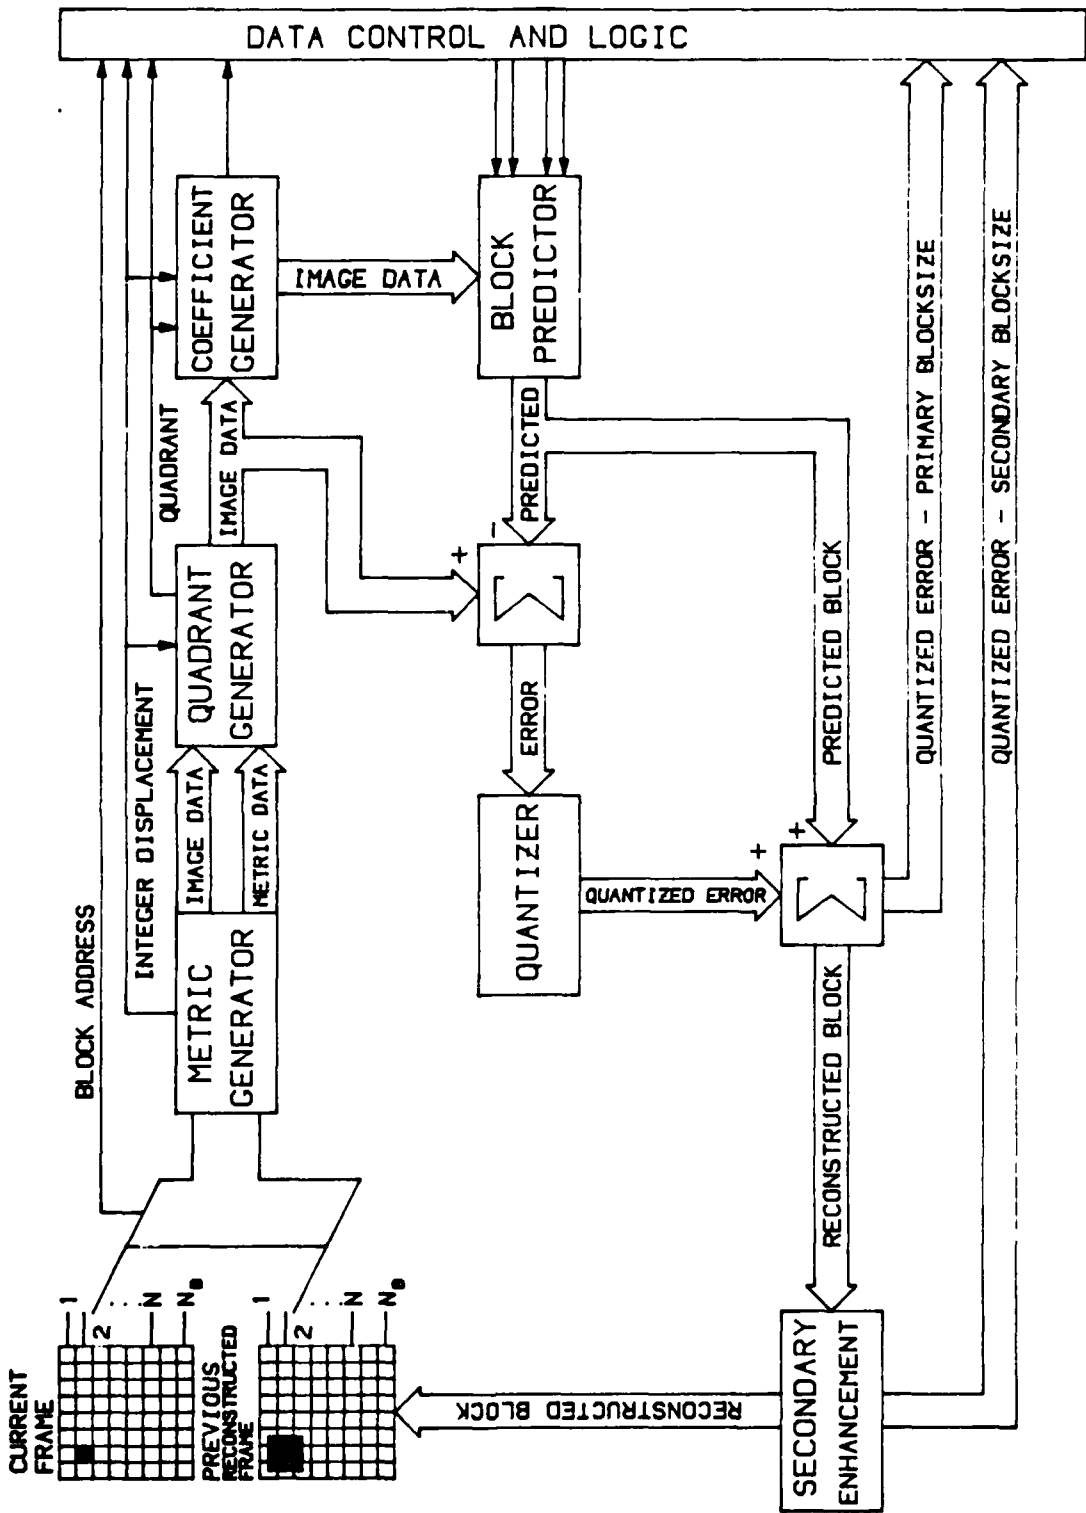 DATA CONTROL AND LOGIC
BLOCK ADDRESS
INTEGER DISPLACEMENT
QUADRANT
CURRENT
FRAME
1
2
...N
N_B
PREVIOUS
RECONSTRUCTED
FRAME
1
2
...N
N_B
METRIC
GENERATOR
IMAGE DATA
METRIC DATA
QUADRANT
GENERATOR
IMAGE DATA
COEFFICIENT
GENERATOR
IMAGE DATA
BLOCK
PREDICTOR
PREDICTED
+
-
Σ
ERROR
QUANTIZER
QUANTIZED ERROR
PREDICTED BLOCK
+
+
Σ
RECONSTRUCTED BLOCK
SECONDARY
ENHANCEMENT
RECONSTRUCTED BLOCK
QUANTIZED ERROR - PRIMARY BLOCKSIZE
QUANTIZED ERROR - SECONDARY BLOCKSIZE